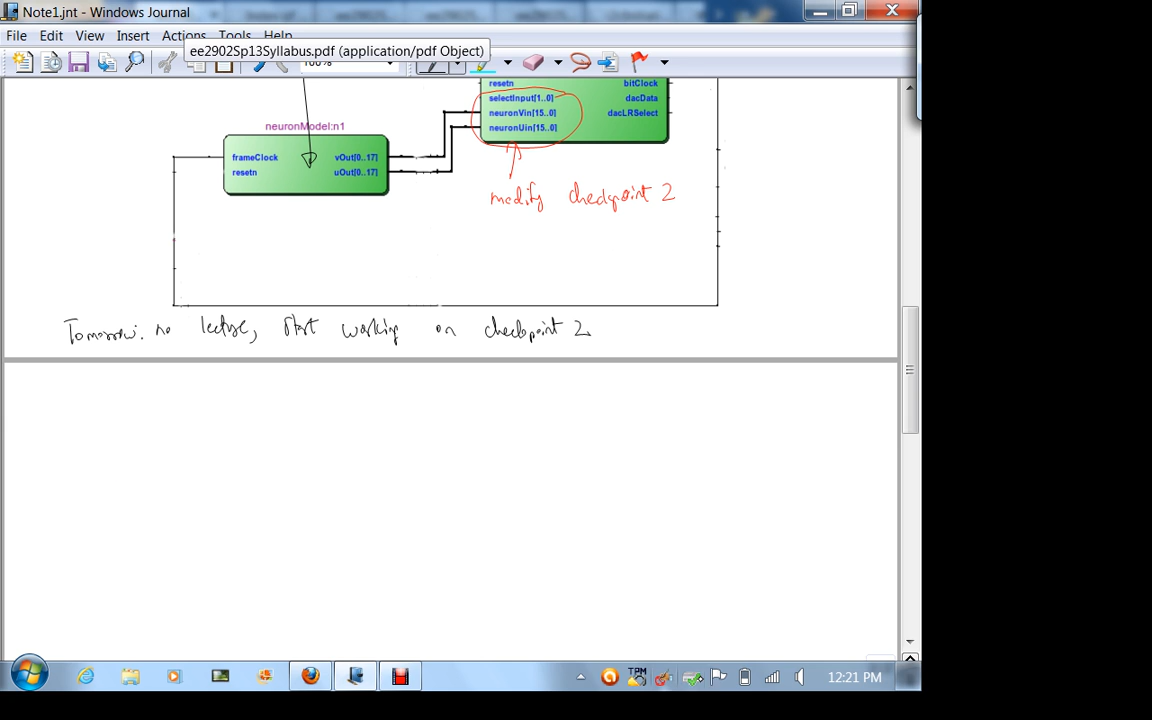 Note1.jnt - Windows Journal
File Edit View Insert Actions Tools Help
ee2902Sp13Syllabus.pdf (application/pdf Object)
resetn bitClock
selectInput[1..0] dacData
neuronVin[15..0] dacLRSelect
neuronUin[15..0]
neuronModel:n1
frameClock vOut[0..17]
resetn uOut[0..17]
modify checkpoint 2
Tomorrow: no lecture, start working on checkpoint 2.
12:21 PM